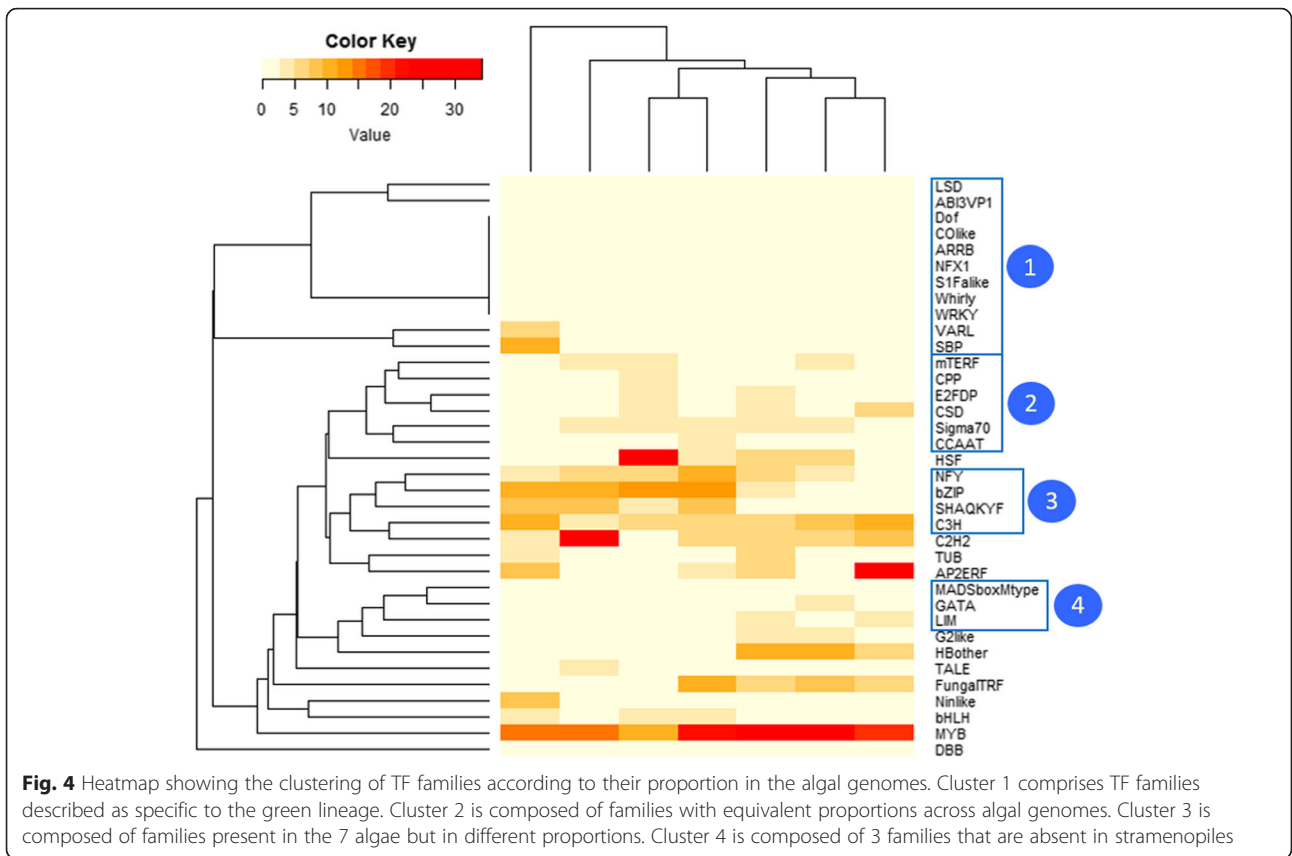 Color Key
0 5 10 20 30
Value
LSD
ABI3VP1
Dof
COlike
ARRB
NFX1
S1Falike
Whirly
WRKY
VARL
SBP
1
mTERF
CPP
E2FDP
CSD
Sigma70
CCAAT
2
HSF
NFY
bZIP
SHAQKYF
C3H
3
C2H2
TUB
AP2ERF
MADSboxMtype
GATA
LIM
4
G2like
HBother
TALE
FungalTRF
Ninlike
bHLH
MYB
DBB
Fig. 4 Heatmap showing the clustering of TF families according to their proportion in the algal genomes. Cluster 1 comprises TF families
described as specific to the green lineage. Cluster 2 is composed of families with equivalent proportions across algal genomes. Cluster 3 is
composed of families present in the 7 algae but in different proportions. Cluster 4 is composed of 3 families that are absent in stramenopiles